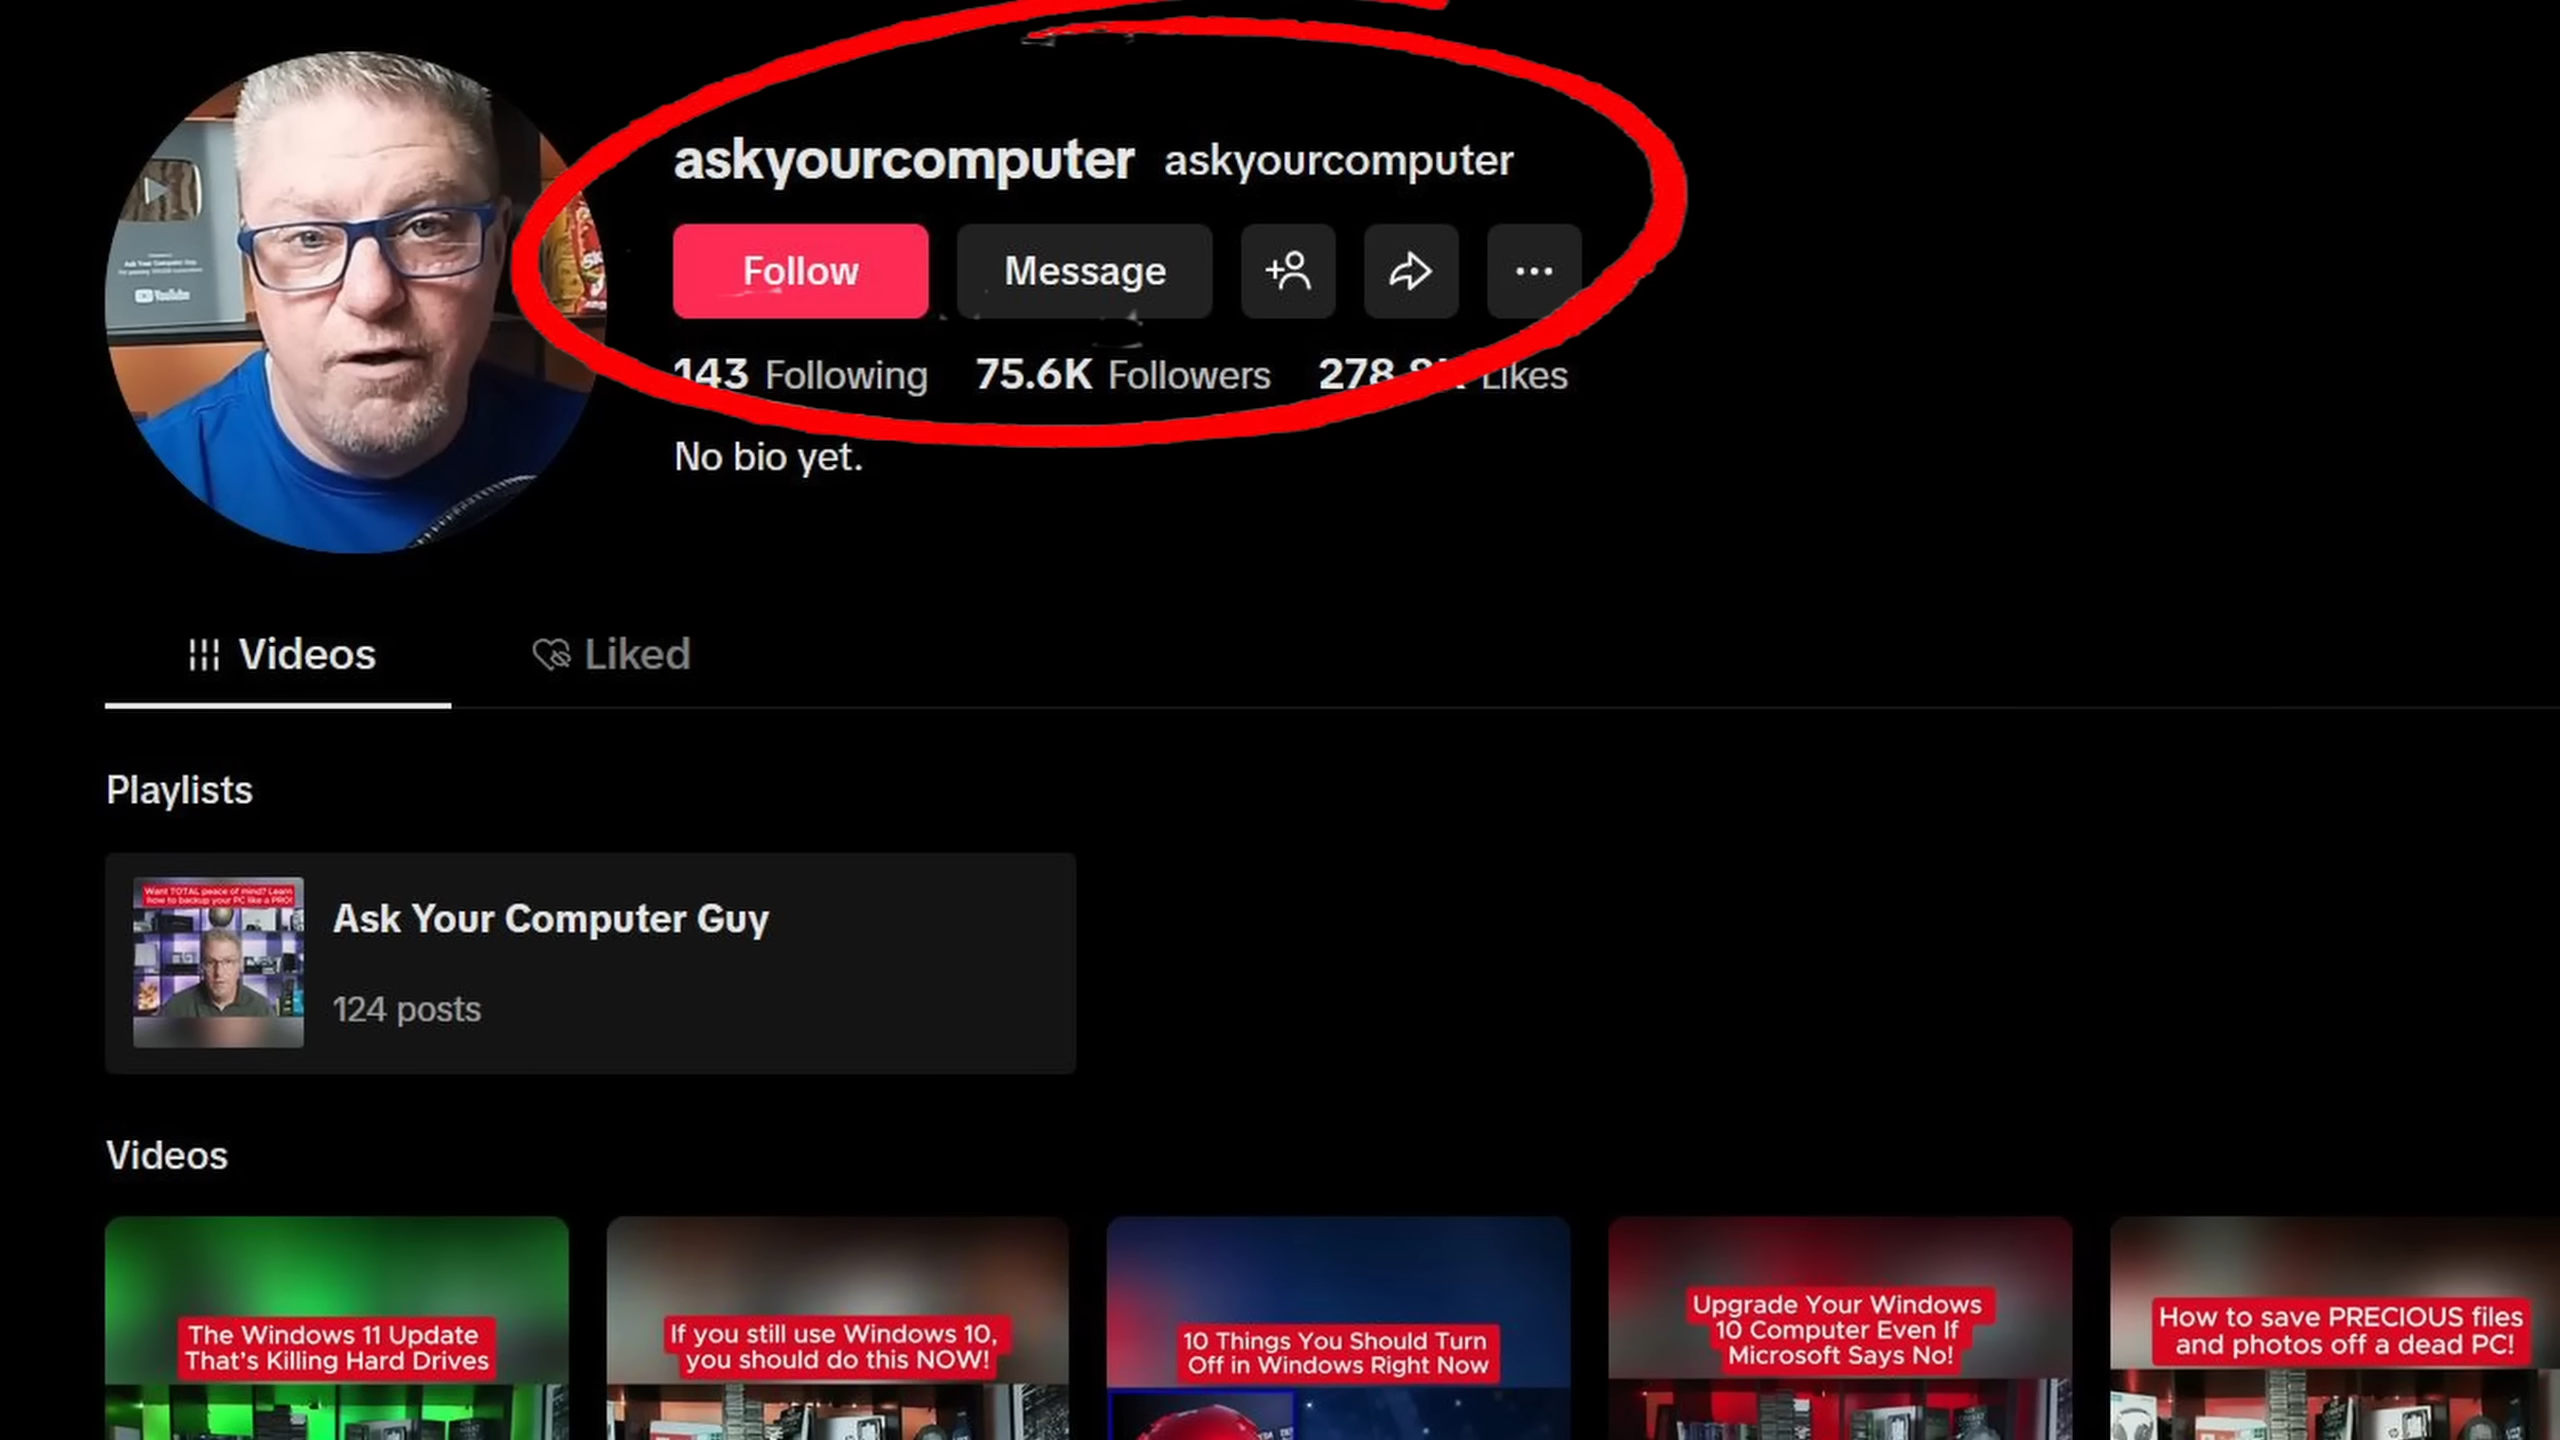 askyourcomputer askyourcomputer
Follow Message
143 Following 75.6K Followers Likes
No bio yet.
YouTube
Videos Liked
Playlists
Want TOTAL peace of mind? Learn
how to backup your PC like a PRO!
Ask Your Computer Guy
124 posts
Videos
The Windows 11 Update
That's Killing Hard Drives
If you still use Windows 10,
you should do this NOW!
10 Things You Should Turn
Off in Windows Right Now
Upgrade Your Windows
10 Computer Even If
Microsoft Says No!
How to save PRECIOUS files
and photos off a dead PC!